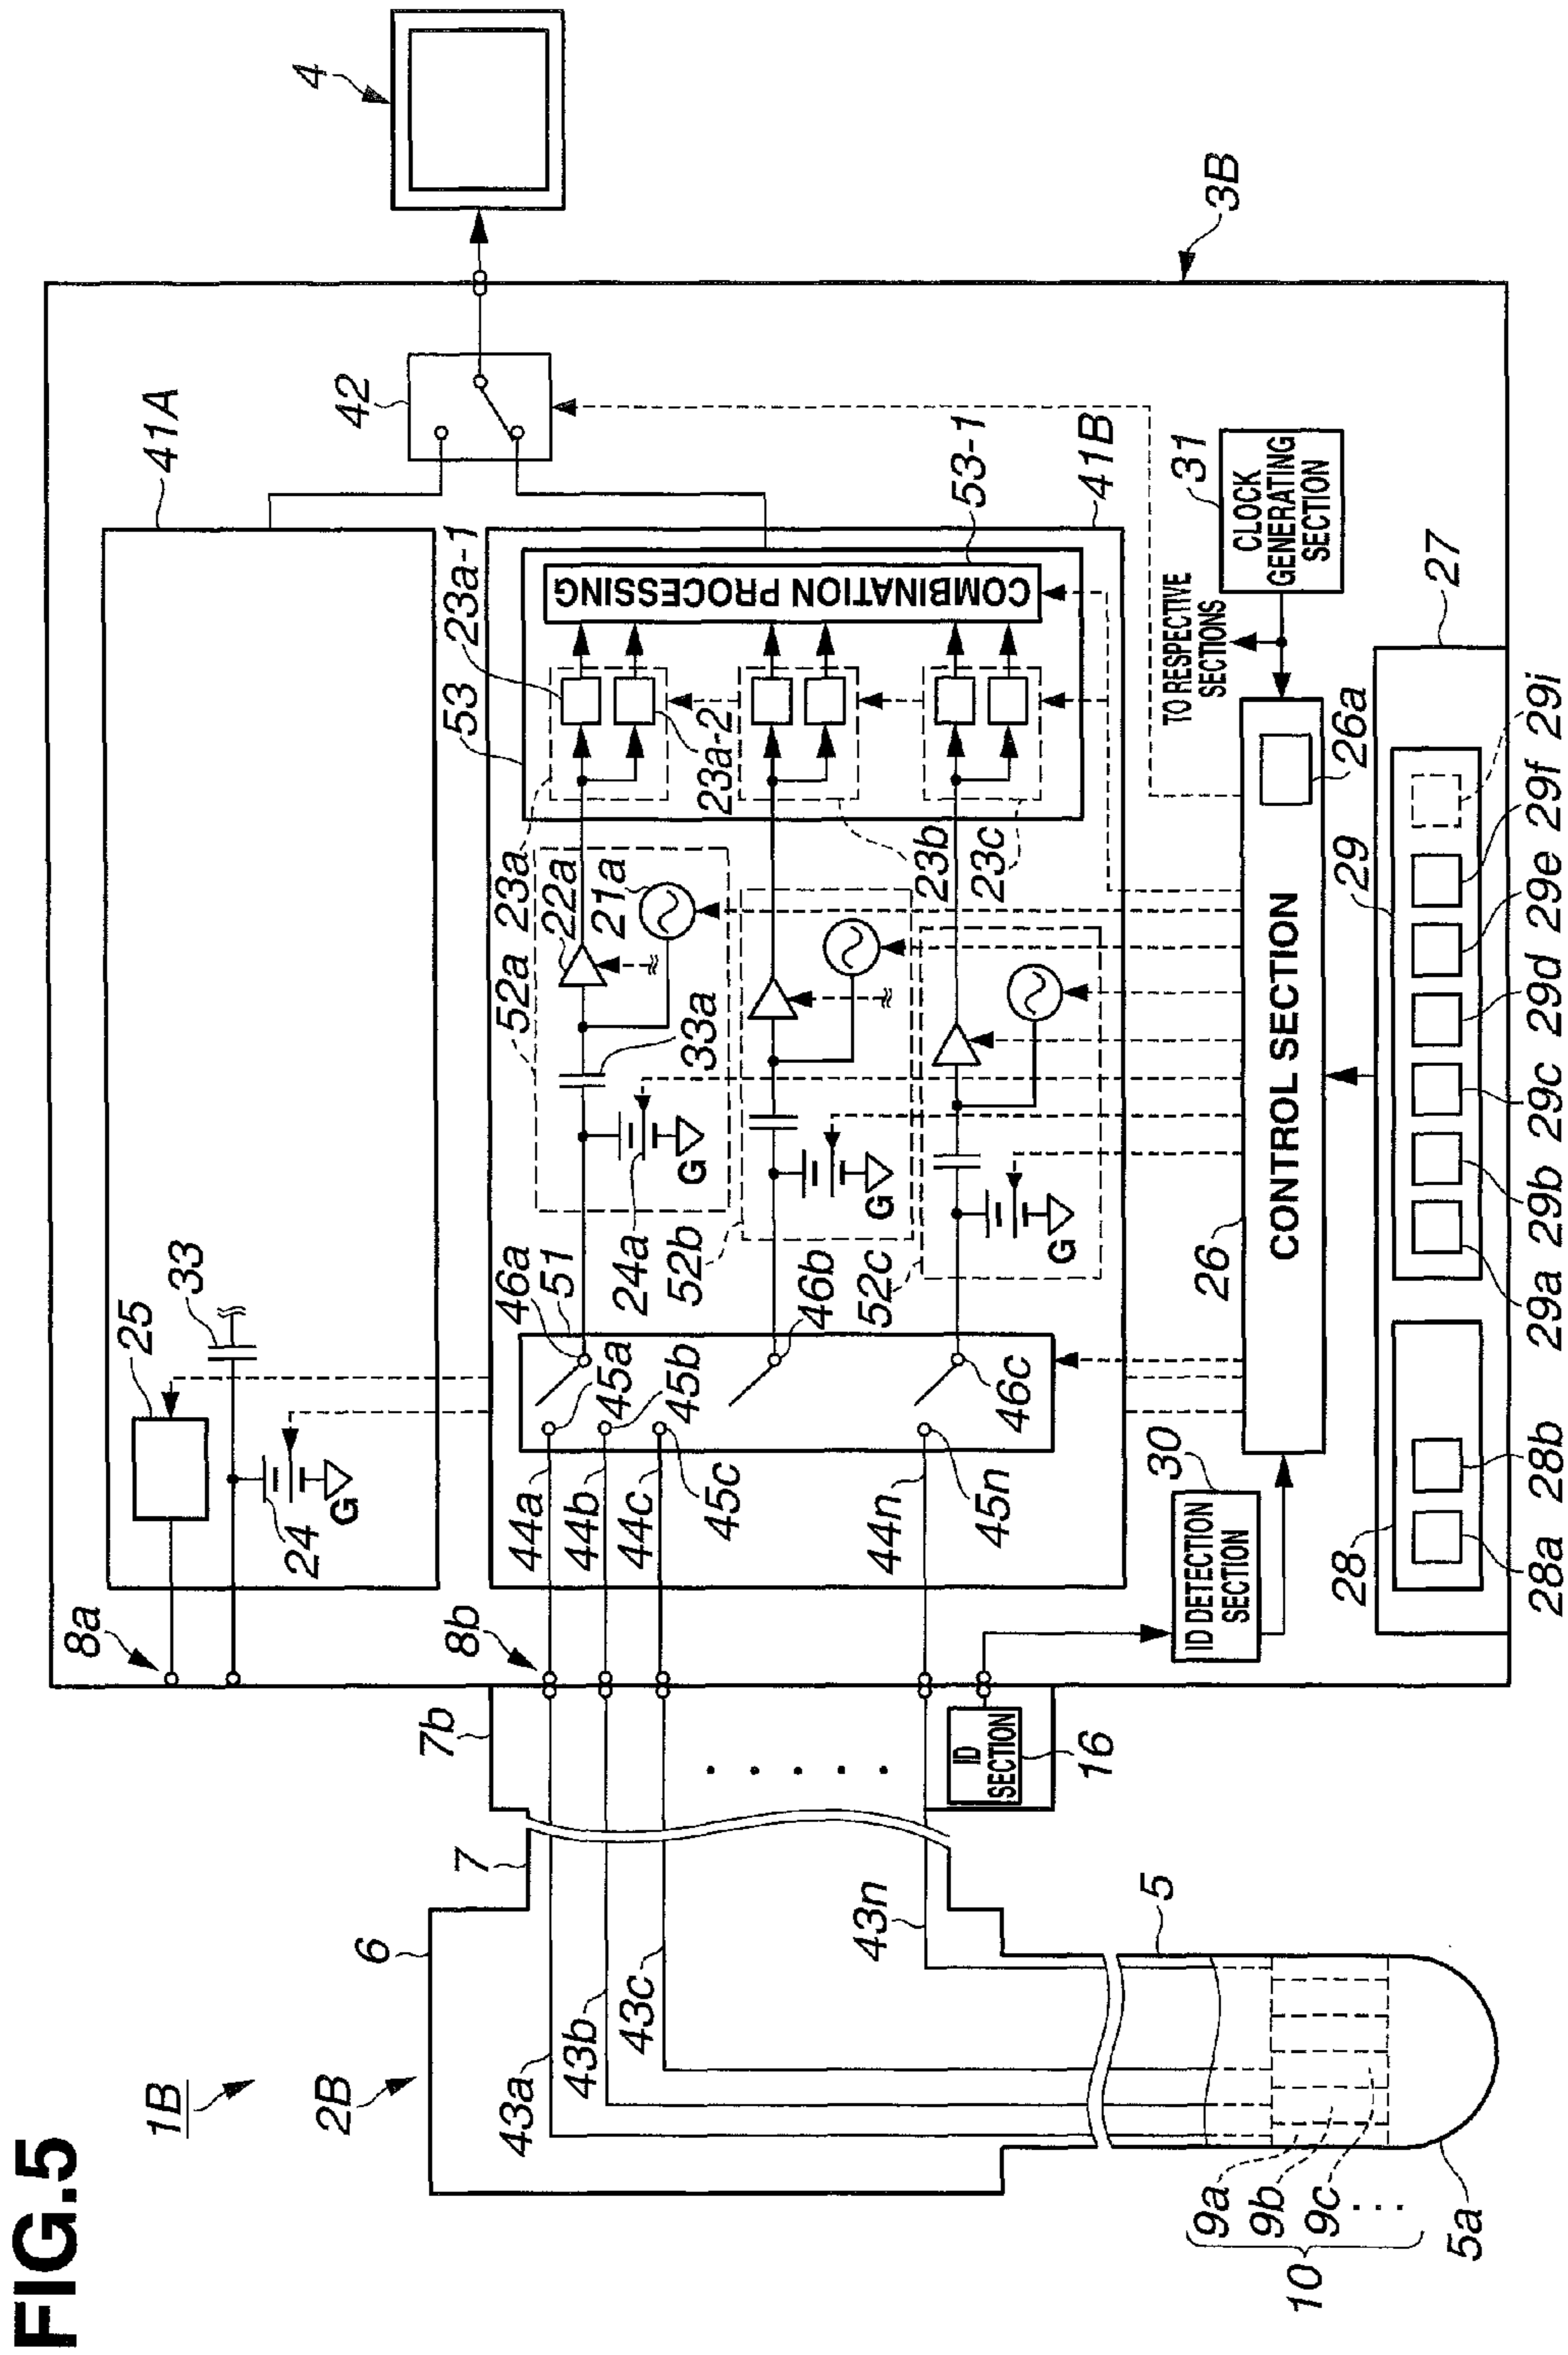 FIG.5
1B
2B
6
7
7b
8a
8b
25
33
24
G
41A
42
4
3B
43a
43b
43c
43n
44a
44b
44c
44n
45a
45b
45c
45n
46a
51
46b
46c
52a
52b
52c
24a
33a
G
G
G
22a
21a
23a
23b
23c
53
23a-1
23a-2
COMBINATION PROCESSING
53-1
41B
ID
SECTION
16
ID DETECTION
SECTION
30
26
CONTROL SECTION
26a
TO RESPECTIVE
SECTIONS
CLOCK
GENERATING
SECTION
31
27
28
28a
28b
29
29a
29b
29c
29d
29e
29f
29i
5
5a
9a
9b
9c
10